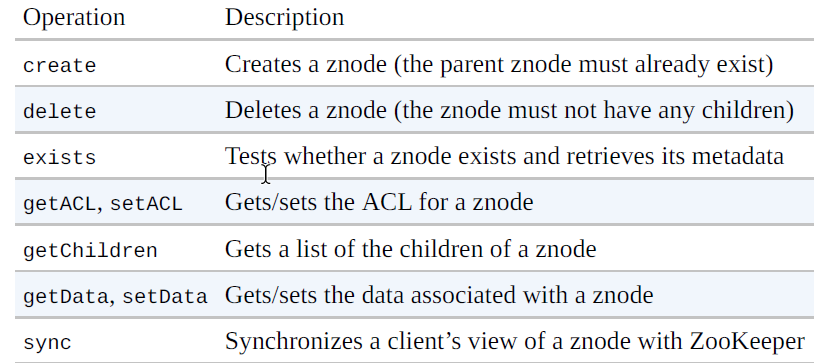 Operation Description
create Creates a znode (the parent znode must already exist)
delete Deletes a znode (the znode must not have any children)
exists Tests whether a znode exists and retrieves its metadata
getACL, setACL Gets/sets the ACL for a znode
getChildren Gets a list of the children of a znode
getData, setData Gets/sets the data associated with a znode
sync Synchronizes a client’s view of a znode with ZooKeeper